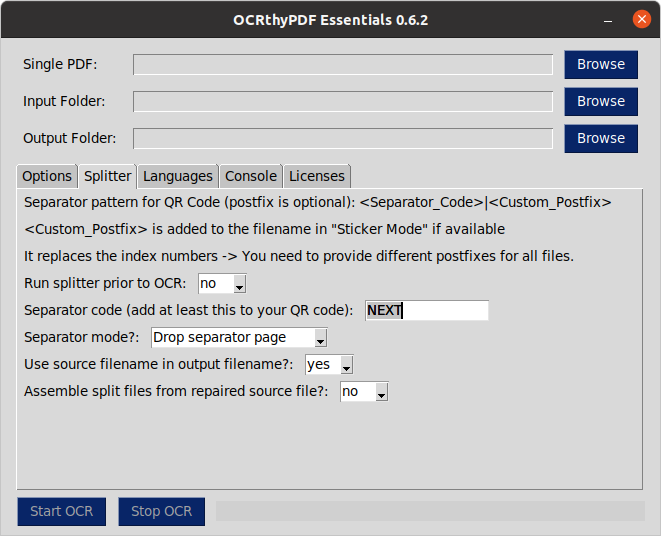 OCRthyPDF Essentials 0.6.2
Single PDF: Browse
Input Folder: Browse
Output Folder: Browse
Options Splitter Languages Console Licenses
Separator pattern for QR Code (postfix is optional): <Separator_Code>|<Custom_Postfix>
<Custom_Postfix> is added to the filename in "Sticker Mode" if available
It replaces the index numbers -> You need to provide different postfixes for all files.
Run splitter prior to OCR: no
Separator code (add at least this to your QR code): NEXT
Separator mode?: Drop separator page
Use source filename in output filename?: yes
Assemble split files from repaired source file?: no
Start OCR Stop OCR